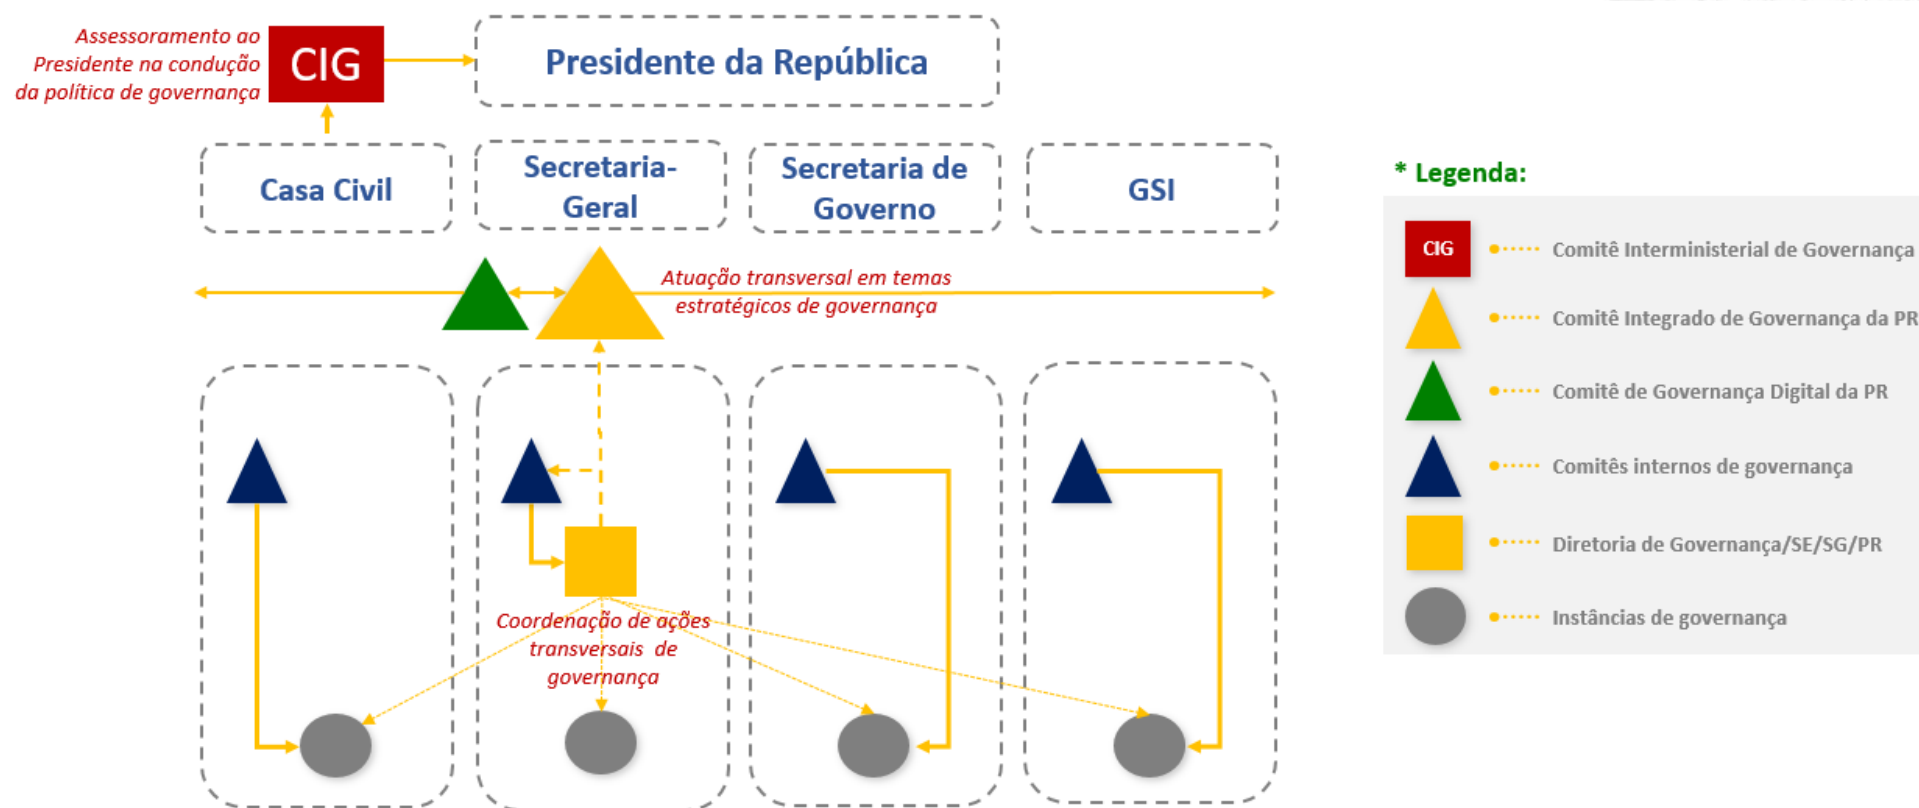 Assessoramento ao
Presidente na condução
da política de governança
CIG
Presidente da República
Casa Civil
Secretaria-
Geral
Secretaria de
Governo
GSI
Atuação transversal em temas
estratégicos de governança
Coordenação de ações
transversais de
governança
* Legenda:
CIG
Comitê Interministerial de Governança
Comitê Integrado de Governança da PR
Comitê de Governança Digital da PR
Comitês internos de governança
Diretoria de Governança/SE/SG/PR
Instâncias de governança